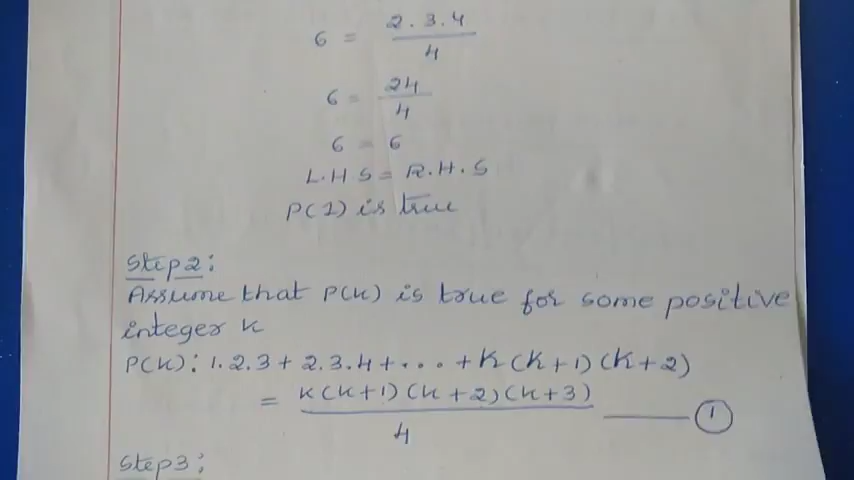 6 = 2.3.4 / 4
6 = 24 / 4
6 = 6
L.H S = R.H.S
P(1) is true
Step2:
Assume that P(K) is true for some positive
integer K
P(K): 1.2.3 + 2.3.4 + ... + K(K+1)(K+2)
= K(K+1)(K+2)(K+3) / 4 ——— ①
Step3: